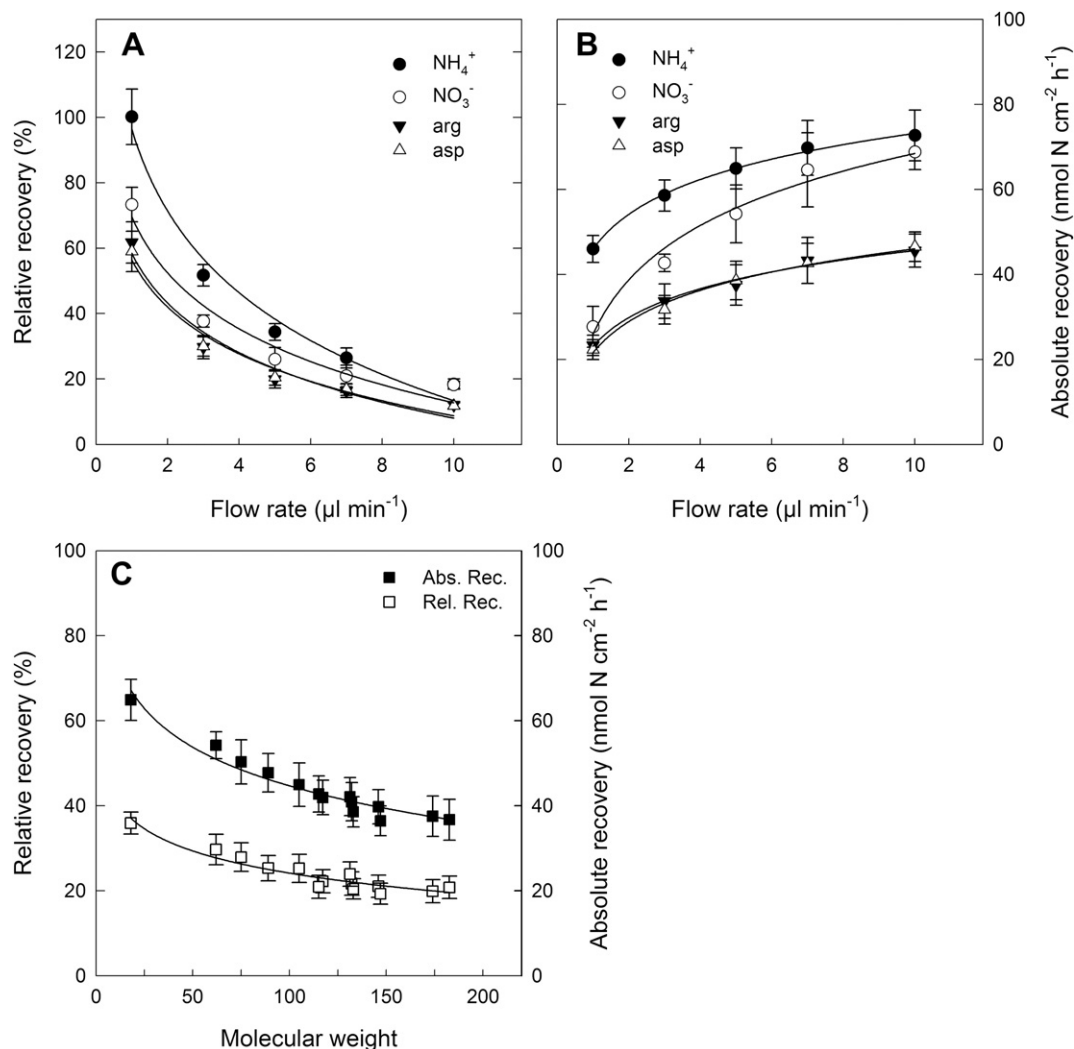 A
NH₄⁺
NO₃⁻
arg
asp
Relative recovery (%)
120
100
80
60
40
20
0
0 2 4 6 8 10
Flow rate (µl min⁻¹)
B
NH₄⁺
NO₃⁻
arg
asp
100
80
60
40
20
0
Absolute recovery (nmol N cm⁻² h⁻¹)
0 2 4 6 8 10
Flow rate (µl min⁻¹)
C
Abs. Rec.
Rel. Rec.
Relative recovery (%)
100
80
60
40
20
0
100
80
60
40
20
0
Absolute recovery (nmol N cm⁻² h⁻¹)
0 50 100 150 200
Molecular weight